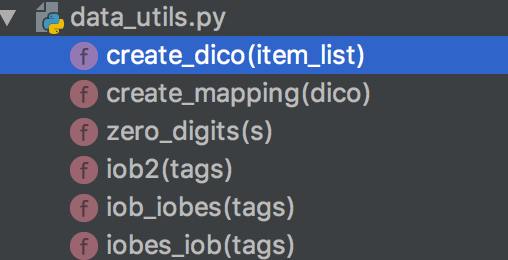 data_utils.py
f create_dico(item_list)
f create_mapping(dico)
f zero_digits(s)
f iob2(tags)
f iob_iobes(tags)
f iobes_iob(tags)